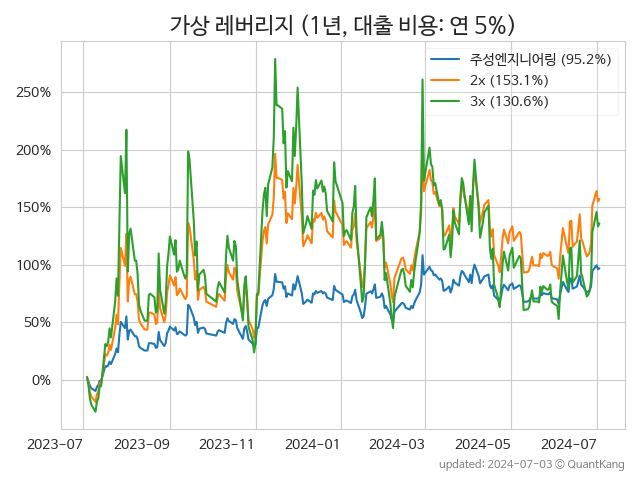 가상 레버리지 (1년, 대출 비용: 연 5%)
주성엔지니어링 (95.2%)
2x (153.1%)
3x (130.6%)
250%
200%
150%
100%
50%
0%
2023-07 2023-09 2023-11 2024-01 2024-03 2024-05 2024-07
updated: 2024-07-03 © QuantKang